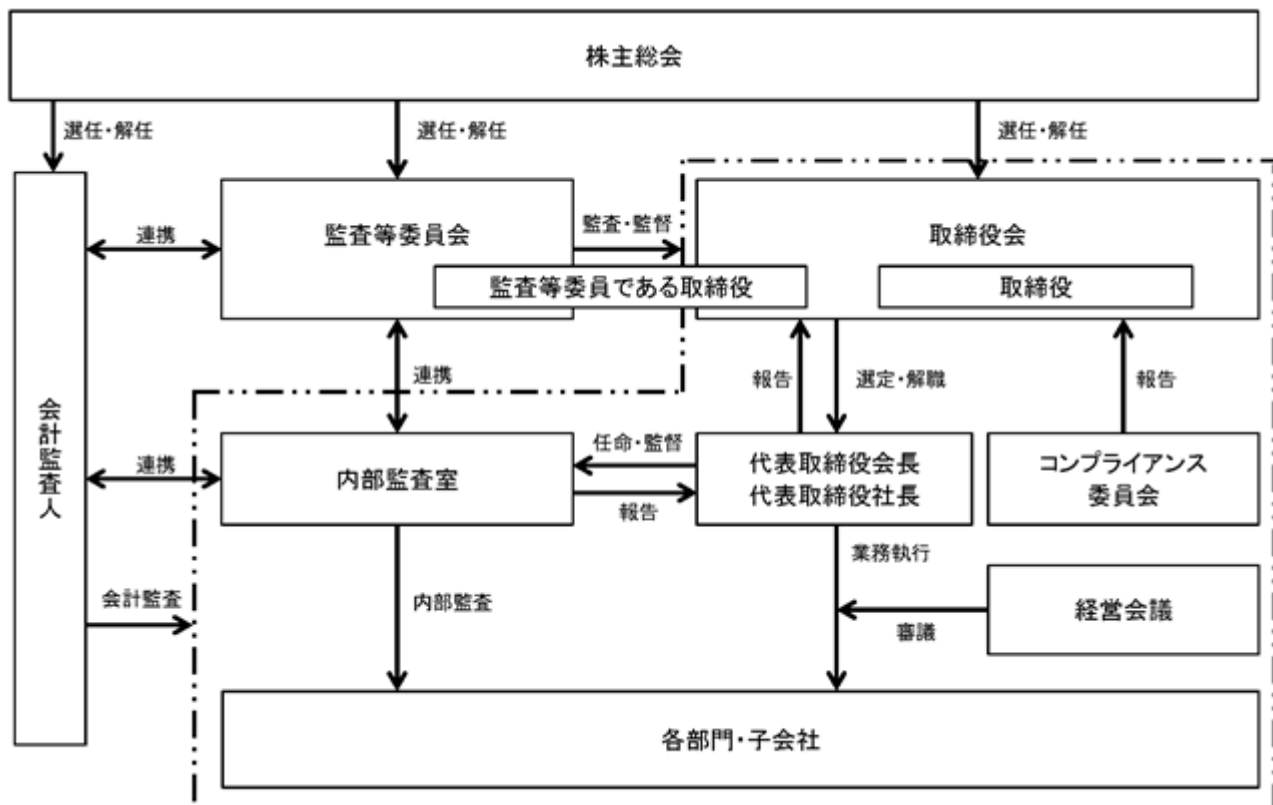 株主総会
選任・解任
選任・解任
選任・解任
監査等委員会
監査・監督
取締役会
連携
監査等委員である取締役
取締役
連携
報告
選定・解職
報告
会計監査人
連携
内部監査室
任命・監督
報告
代表取締役会長
代表取締役社長
コンプライアンス
委員会
業務執行
会計監査
内部監査
経営会議
審議
各部門・子会社